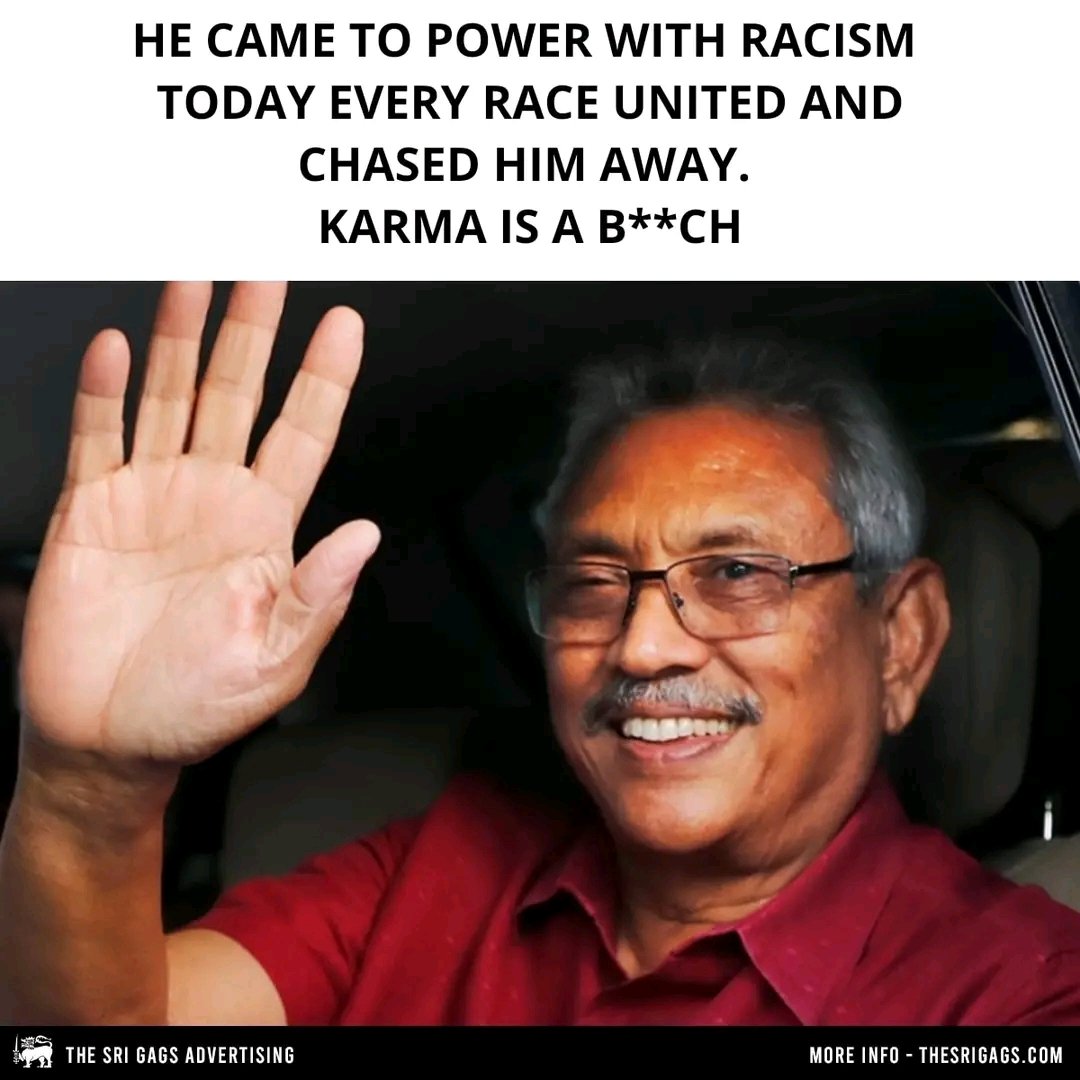 HE CAME TO POWER WITH RACISM
TODAY EVERY RACE UNITED AND
CHASED HIM AWAY.
KARMA IS A B**CH
THE SRI GAGS ADVERTISING
MORE INFO - THESRIGAGS.COM